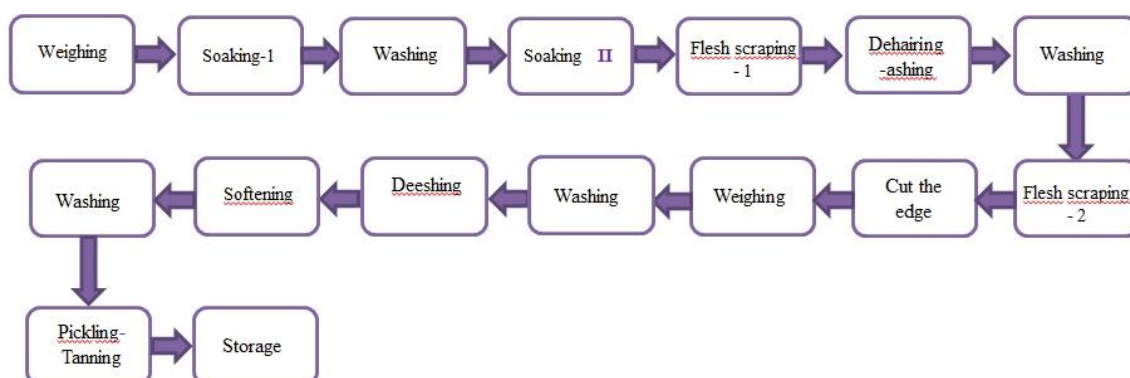 Weighing
Soaking-1
Washing
Soaking II
Flesh scraping
- 1
Dehairing
-ashing
Washing
Washing
Softening
Deeshing
Washing
Weighing
Cut the
edge
Flesh scraping
- 2
Pickling-
Tanning
Storage